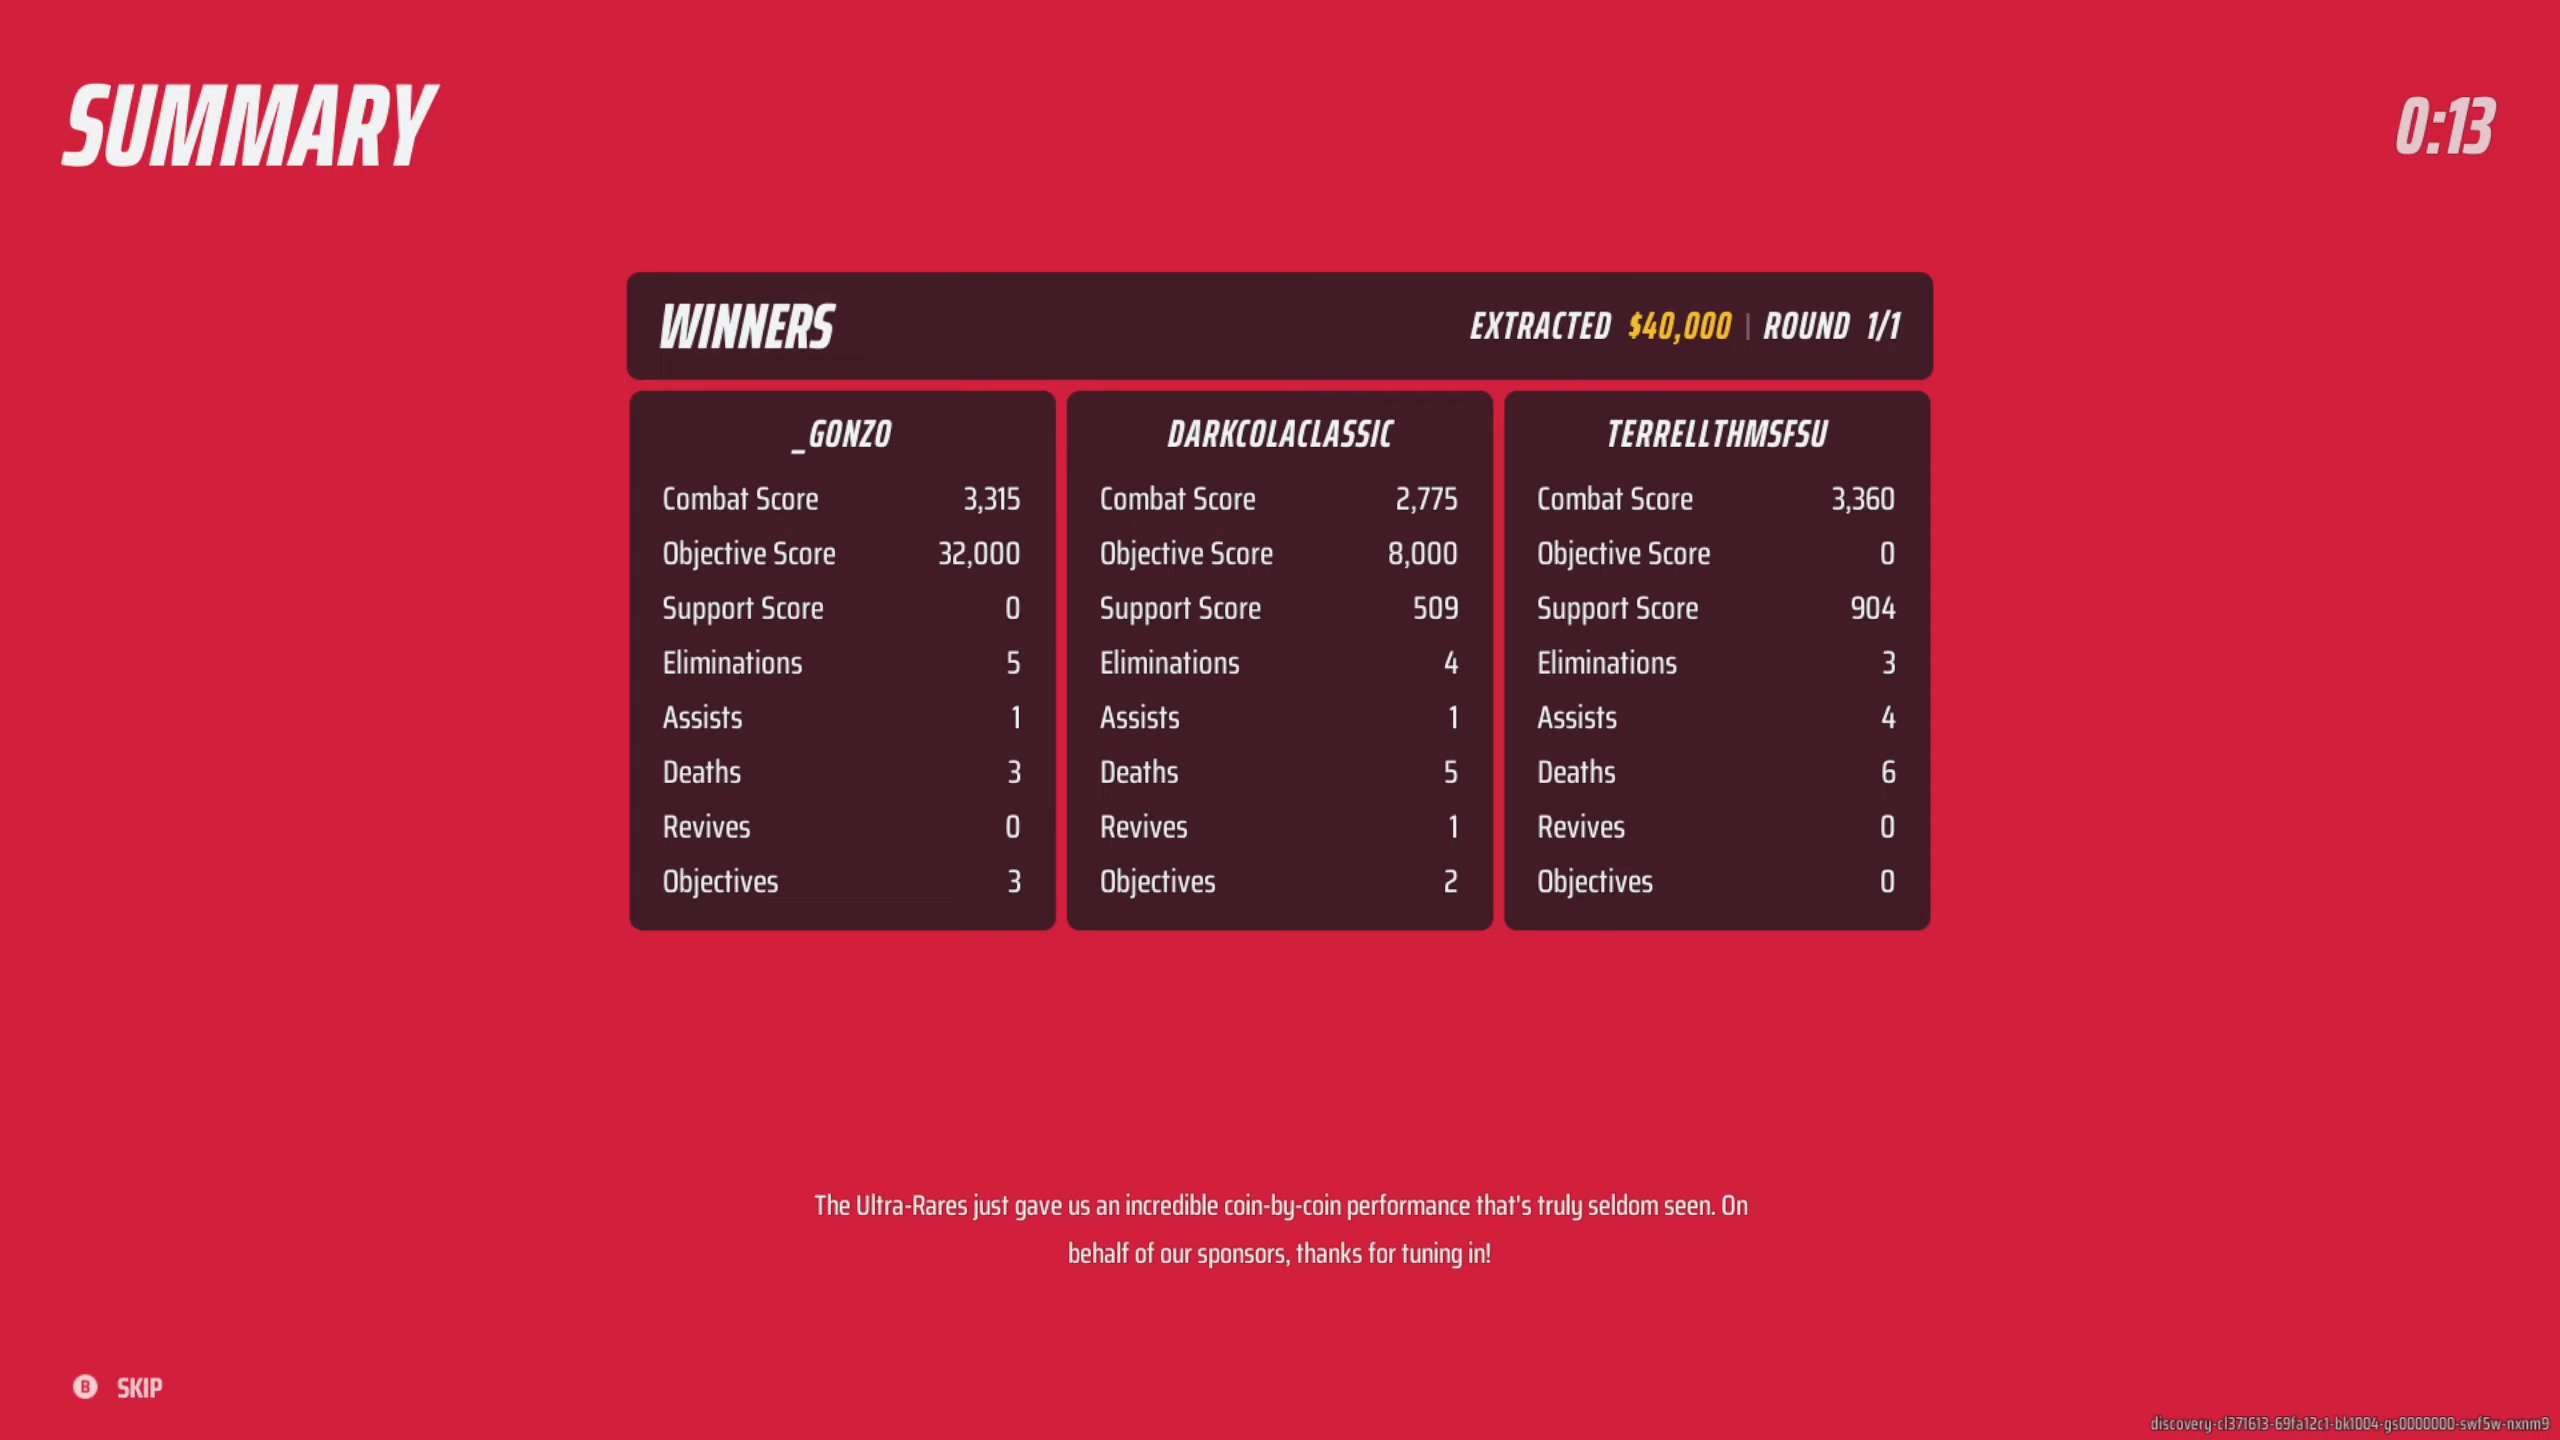 SUMMARY
0:13
WINNERS
EXTRACTED $40,000 | ROUND 1/1
_GONZO
Combat Score 3,315
Objective Score 32,000
Support Score 0
Eliminations 5
Assists 1
Deaths 3
Revives 0
Objectives 3
DARKCOLACLASSIC
Combat Score 2,775
Objective Score 8,000
Support Score 509
Eliminations 4
Assists 1
Deaths 5
Revives 1
Objectives 2
TERRELLTHMSFSU
Combat Score 3,360
Objective Score 0
Support Score 904
Eliminations 3
Assists 4
Deaths 6
Revives 0
Objectives 0
The Ultra-Rares just gave us an incredible coin-by-coin performance that's truly seldom seen. On
behalf of our sponsors, thanks for tuning in!
B SKIP
discovery-cl371613-69fa12c1-bk1004-gs0000000-swf5w-nxnm9